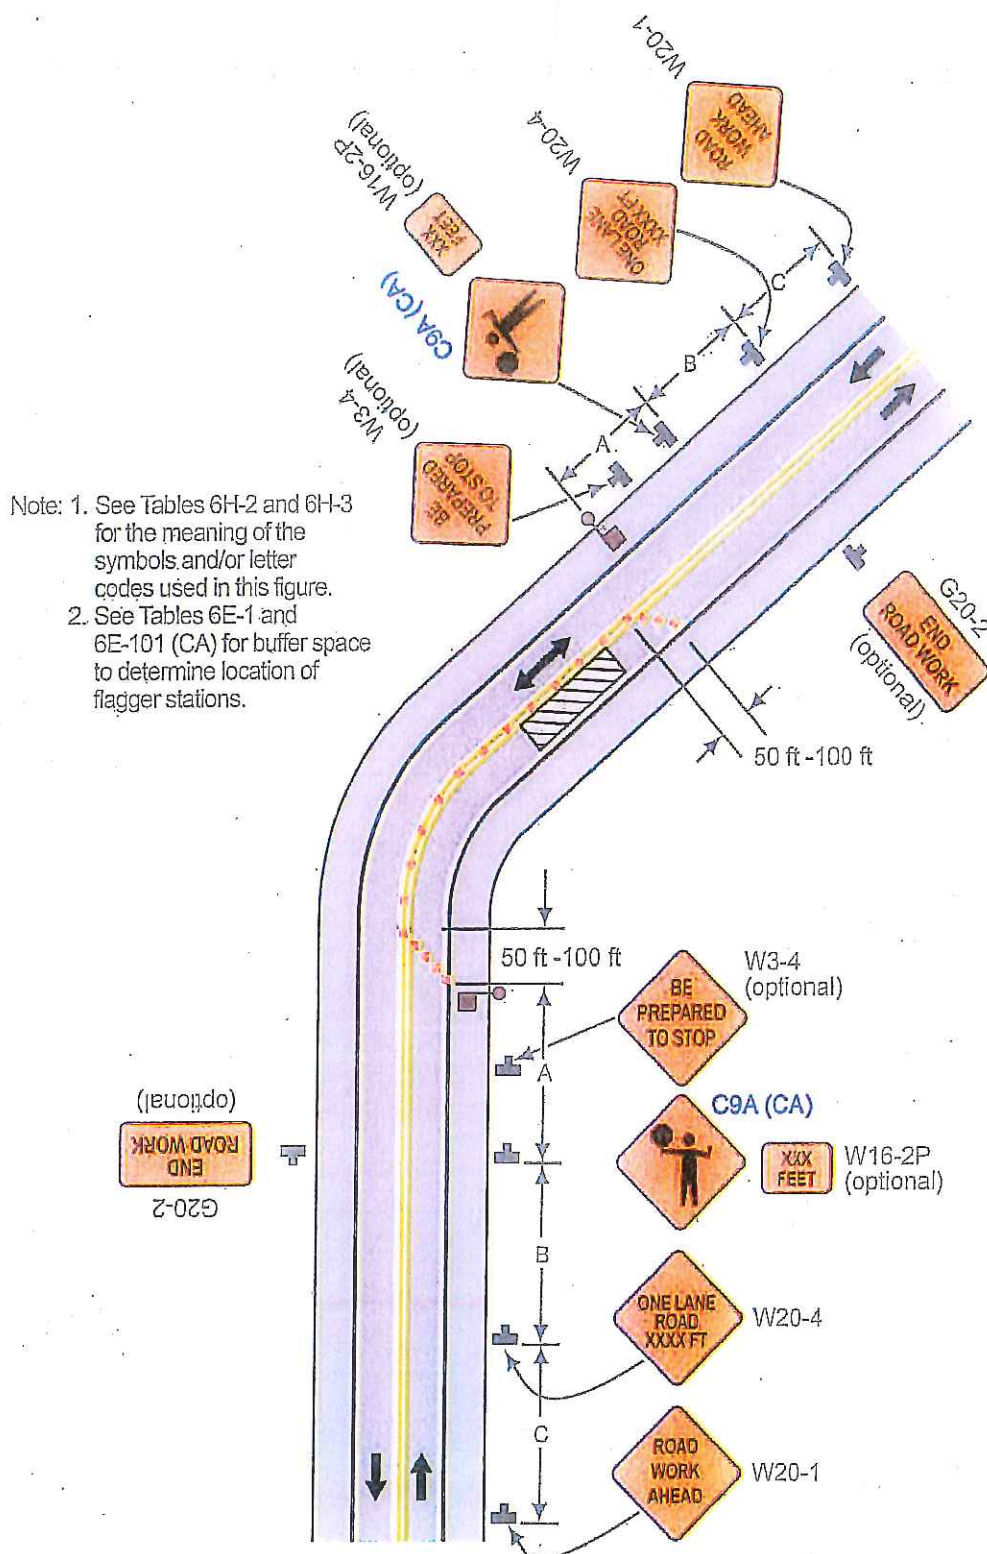 W20-1
ROAD
WORK
AHEAD
W20-4
ONE LANE
ROAD
XXXX FT
W16-2P
(optional)
XXX
FEET
C9A (CA)
W3-4
(optional)
BE
PREPARED
TO STOP
C
B
A
Note: 1. See Tables 6H-2 and 6H-3
for the meaning of the
symbols and/or letter
codes used in this figure.
2. See Tables 6E-1 and
6E-101 (CA) for buffer space
to determine location of
flagger stations.
G20-2
END
ROAD WORK
(optional)
50 ft -100 ft
50 ft -100 ft
W3-4
(optional)
BE
PREPARED
TO STOP
A
C9A (CA)
XXX
FEET
W16-2P
(optional)
G20-2
END
ROAD WORK
(optional)
B
ONE LANE
ROAD
XXXX FT
W20-4
C
ROAD
WORK
AHEAD
W20-1